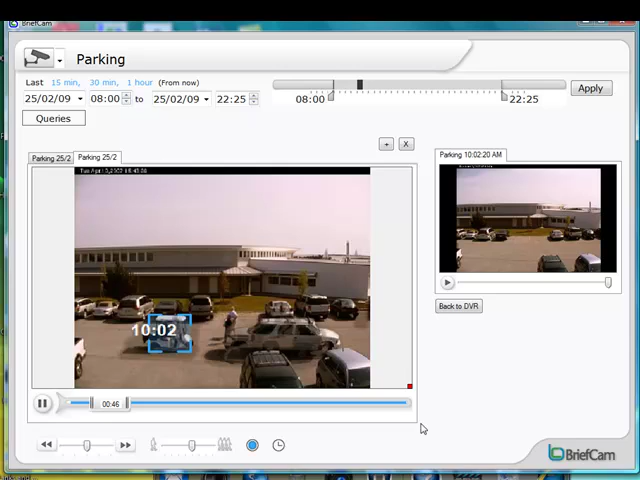 BriefCam
Parking
Last 15 min, 30 min, 1 hour (From now)
25/02/09 08:00 to 25/02/09 22:25
08:00 22:25
Apply
Queries
+ X
Parking 25/2 Parking 25/2
Parking 10:02:20 AM
10:02
Back to DVR
00:46
BriefCam